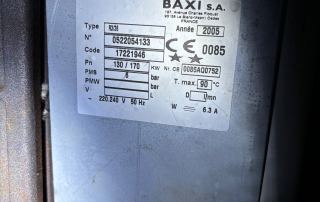 BAXI S.A.
157, Avenue Charles Floquet
93158 Le Blanc-Mesnil Cedex
FRANCE
Type Année 2005
N° 0522054133
Code 17221946 CE 0085
Pn 130 / 170 KW Nr. CE 0085AQ0752
PMS 6 bar T. max. 90 °C
PMW bar D l/mn
V L W 6.3 A
~ 220.240 V 50 Hz